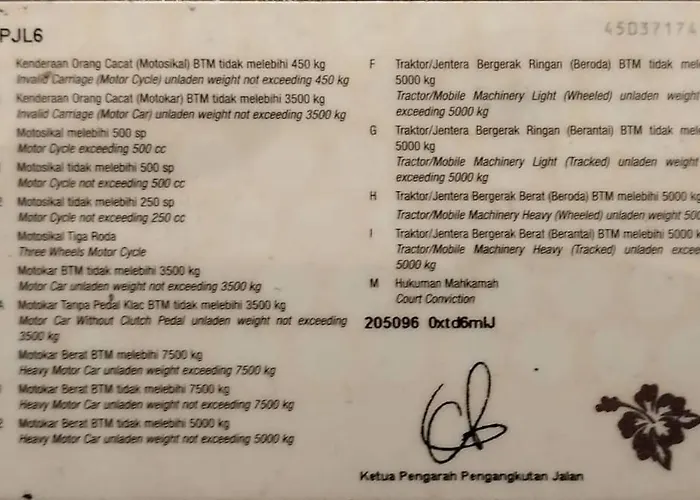 PJL6
45037174
Kenderaan Orang Cacat (Motosikal) BTM tidak melebihi 450 kg
Invalid Carriage (Motor Cycle) unladen weight not exceeding 450 kg
Kenderaan Orang Cacat (Motokar) BTM tidak melebihi 3500 kg
Invalid Carriage (Motor Car) unladen weight not exceeding 3500 kg
Motosikal melebihi 500 sp
Motor Cycle exceeding 500 cc
Motosikal tidak melebihi 500 sp
Motor Cycle not exceeding 500 cc
2 Motosikal tidak melebihi 250 sp
Motor Cycle not exceeding 250 cc
Motosikal Tiga Roda
Three Wheels Motor Cycle
Motokar BTM tidak melebihi 3500 kg
Motor Car unladen weight not exceeding 3500 kg
A Motokar Tanpa Pedal Klac BTM tidak melebihi 3500 kg
Motor Car Without Clutch Pedal unladen weight not exceeding
3500 kg
Motokar Berat BTM melebihi 7500 kg
Heavy Motor Car unladen weight exceeding 7500 kg
Motokar Berat BTM tidak melebihi 7500 kg
Heavy Motor Car unladen weight not exceeding 7500 kg
2 Motokar Berat BTM tidak melebihi 5000 kg
Heavy Motor Car unladen weight not exceeding 5000 kg
F Traktor/Jentera Bergerak Ringan (Beroda) BTM tidak mel
5000 kg
Tractor/Mobile Machinery Light (Wheeled) unladen weight
exceeding 5000 kg
G Traktor/Jentera Bergerak Ringan (Berantai) BTM tidak mel
5000 kg
Tractor/Mobile Machinery Light (Tracked) unladen weight
exceeding 5000 kg
H Traktor/Jentera Bergerak Berat (Beroda) BTM melebihi 5000 kg
Tractor/Mobile Machinery Heavy (Wheeled) unladen weight 500
I Traktor/Jentera Bergerak Berat (Berantai) BTM melebihi 5000 k
Tractor/Mobile Machinery Heavy (Tracked) unladen weight excee
5000 kg
M Hukuman Mahkamah
Court Conviction
205096 0xtd6mkJ
Ketua Pengarah Pengangkutan Jalan